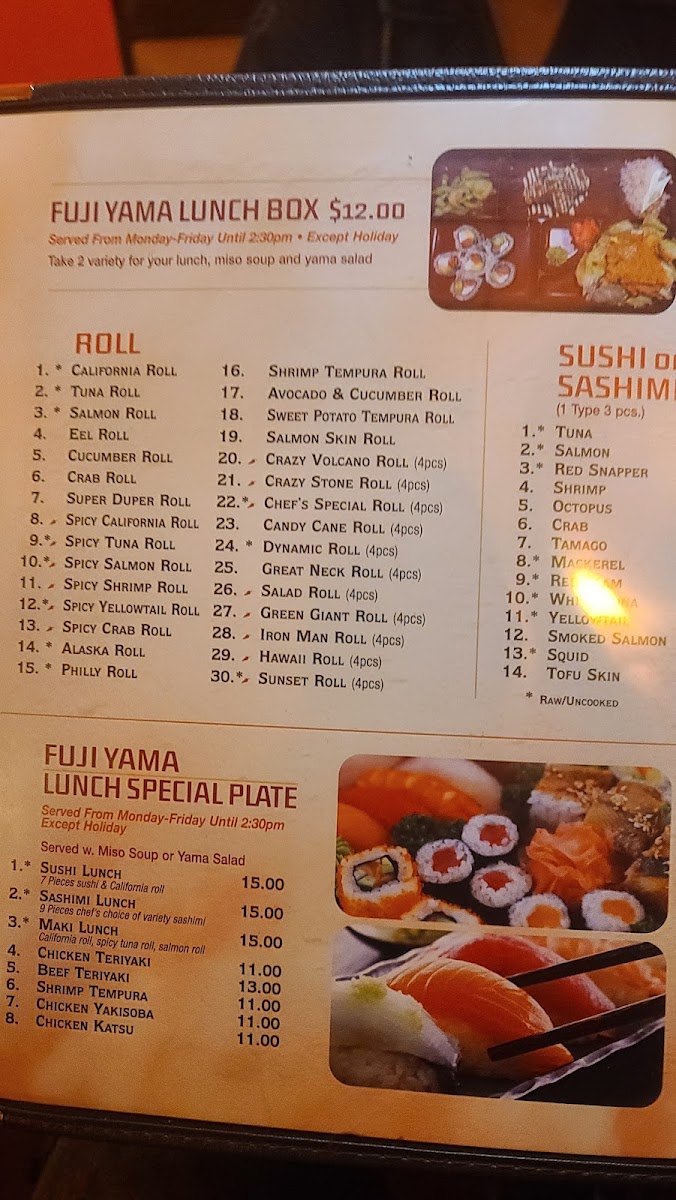 FUJI YAMA LUNCH BOX $12.00
Served From Monday-Friday Until 2:30pm • Except Holiday
Take 2 variety for your lunch, miso soup and yama salad
ROLL
1. * CALIFORNIA ROLL
2. * TUNA ROLL
3. * SALMON ROLL
4. EEL ROLL
5. CUCUMBER ROLL
6. CRAB ROLL
7. SUPER DUPER ROLL
8. SPICY CALIFORNIA ROLL
9.* SPICY TUNA ROLL
10.* SPICY SALMON ROLL
11. SPICY SHRIMP ROLL
12.* SPICY YELLOWTAIL ROLL
13. SPICY CRAB ROLL
14. * ALASKA ROLL
15. * PHILLY ROLL
16. SHRIMP TEMPURA ROLL
17. AVOCADO & CUCUMBER ROLL
18. SWEET POTATO TEMPURA ROLL
19. SALMON SKIN ROLL
20. CRAZY VOLCANO ROLL (4pcs)
21. CRAZY STONE ROLL (4pcs)
22.* CHEF'S SPECIAL ROLL (4pcs)
23. CANDY CANE ROLL (4pcs)
24. * DYNAMIC ROLL (4pcs)
25. GREAT NECK ROLL (4pcs)
26. SALAD ROLL (4pcs)
27. GREEN GIANT ROLL (4pcs)
28. IRON MAN ROLL (4pcs)
29. HAWAII ROLL (4pcs)
30.* SUNSET ROLL (4pcs)
SUSHI
SASHIMI
(1 Type 3 pcs.)
1.* TUNA
2.* SALMON
3.* RED SNAPPER
4. SHRIMP
5. OCTOPUS
6. CRAB
7. TAMAGO
8.* MACKEREL
9.*
10.*
11.* YELLOWTAIL
12. SMOKED SALMON
13.* SQUID
14. TOFU SKIN
* RAW/UNCOOKED
FUJI YAMA
LUNCH SPECIAL PLATE
Served From Monday-Friday Until 2:30pm
Except Holiday
Served w. Miso Soup or Yama Salad
1.* SUSHI LUNCH 15.00
7 Pieces sushi & California roll
2.* SASHIMI LUNCH 15.00
9 Pieces chef's choice of variety sashimi
3.* MAKI LUNCH 15.00
California roll, spicy tuna roll, salmon roll
4. CHICKEN TERIYAKI 11.00
5. BEEF TERIYAKI 13.00
6. SHRIMP TEMPURA 11.00
7. CHICKEN YAKISOBA 11.00
8. CHICKEN KATSU 11.00